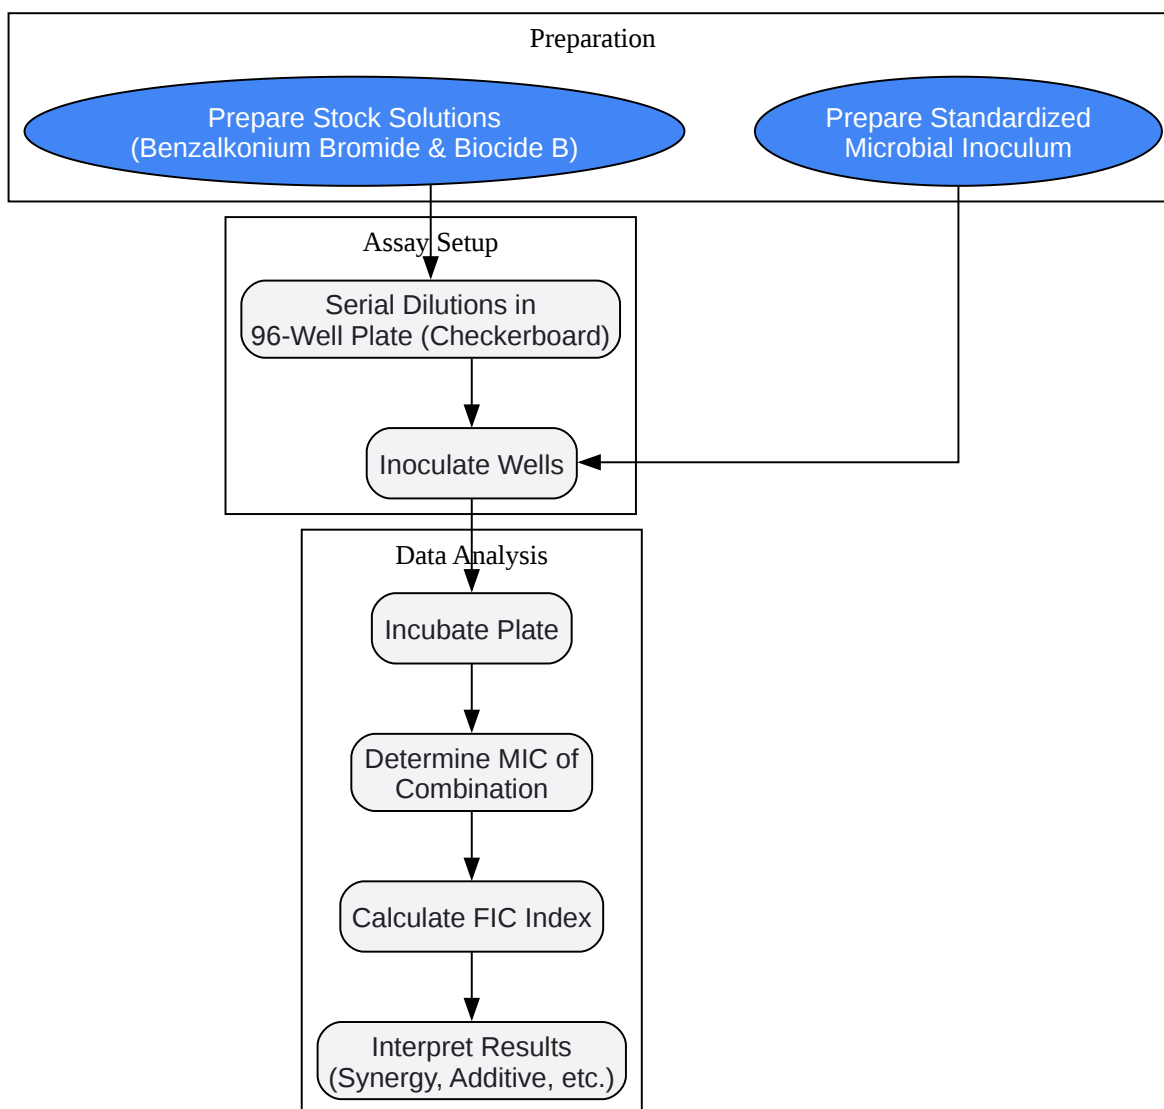 Preparation
Prepare Stock Solutions
(Benzalkonium Bromide & Biocide B)
Prepare Standardized
Microbial Inoculum
Assay Setup
Serial Dilutions in
96-Well Plate (Checkerboard)
Inoculate Wells
Data Analysis
Incubate Plate
Determine MIC of
Combination
Calculate FIC Index
Interpret Results
(Synergy, Additive, etc.)